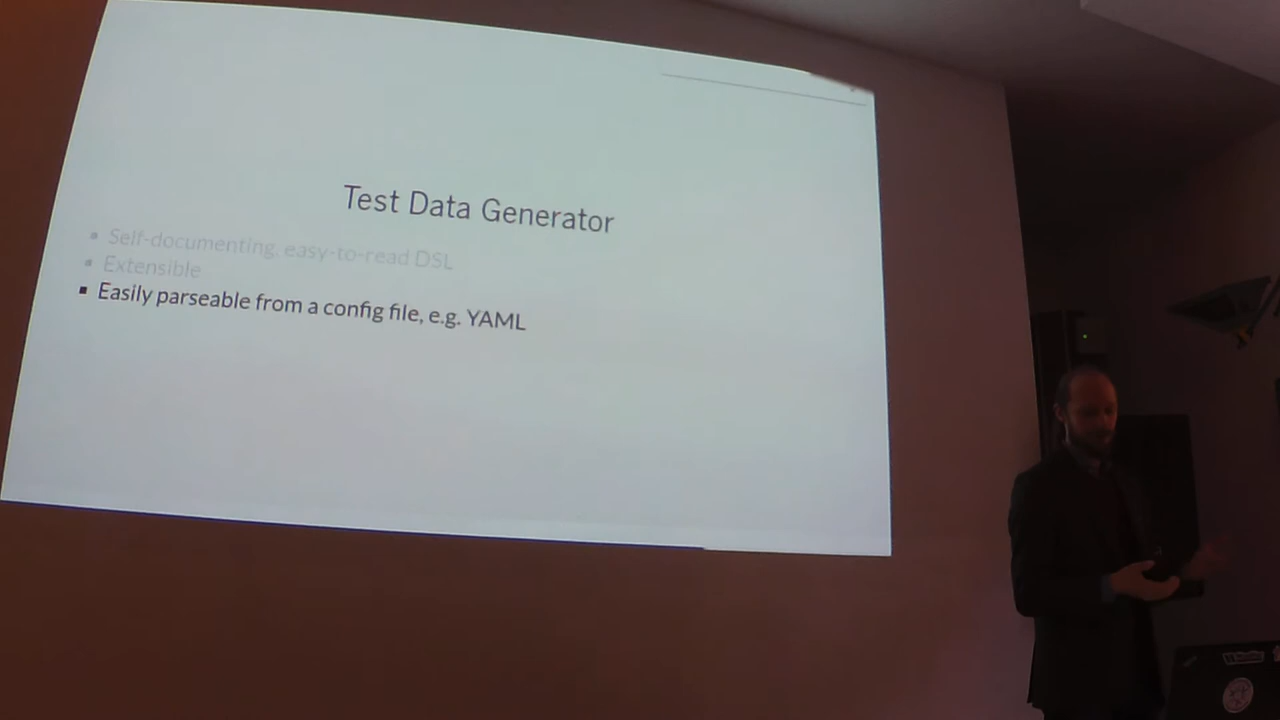 Test Data Generator
Self-documenting, easy-to-read DSL
Extensible
Easily parseable from a config file, e.g. YAML